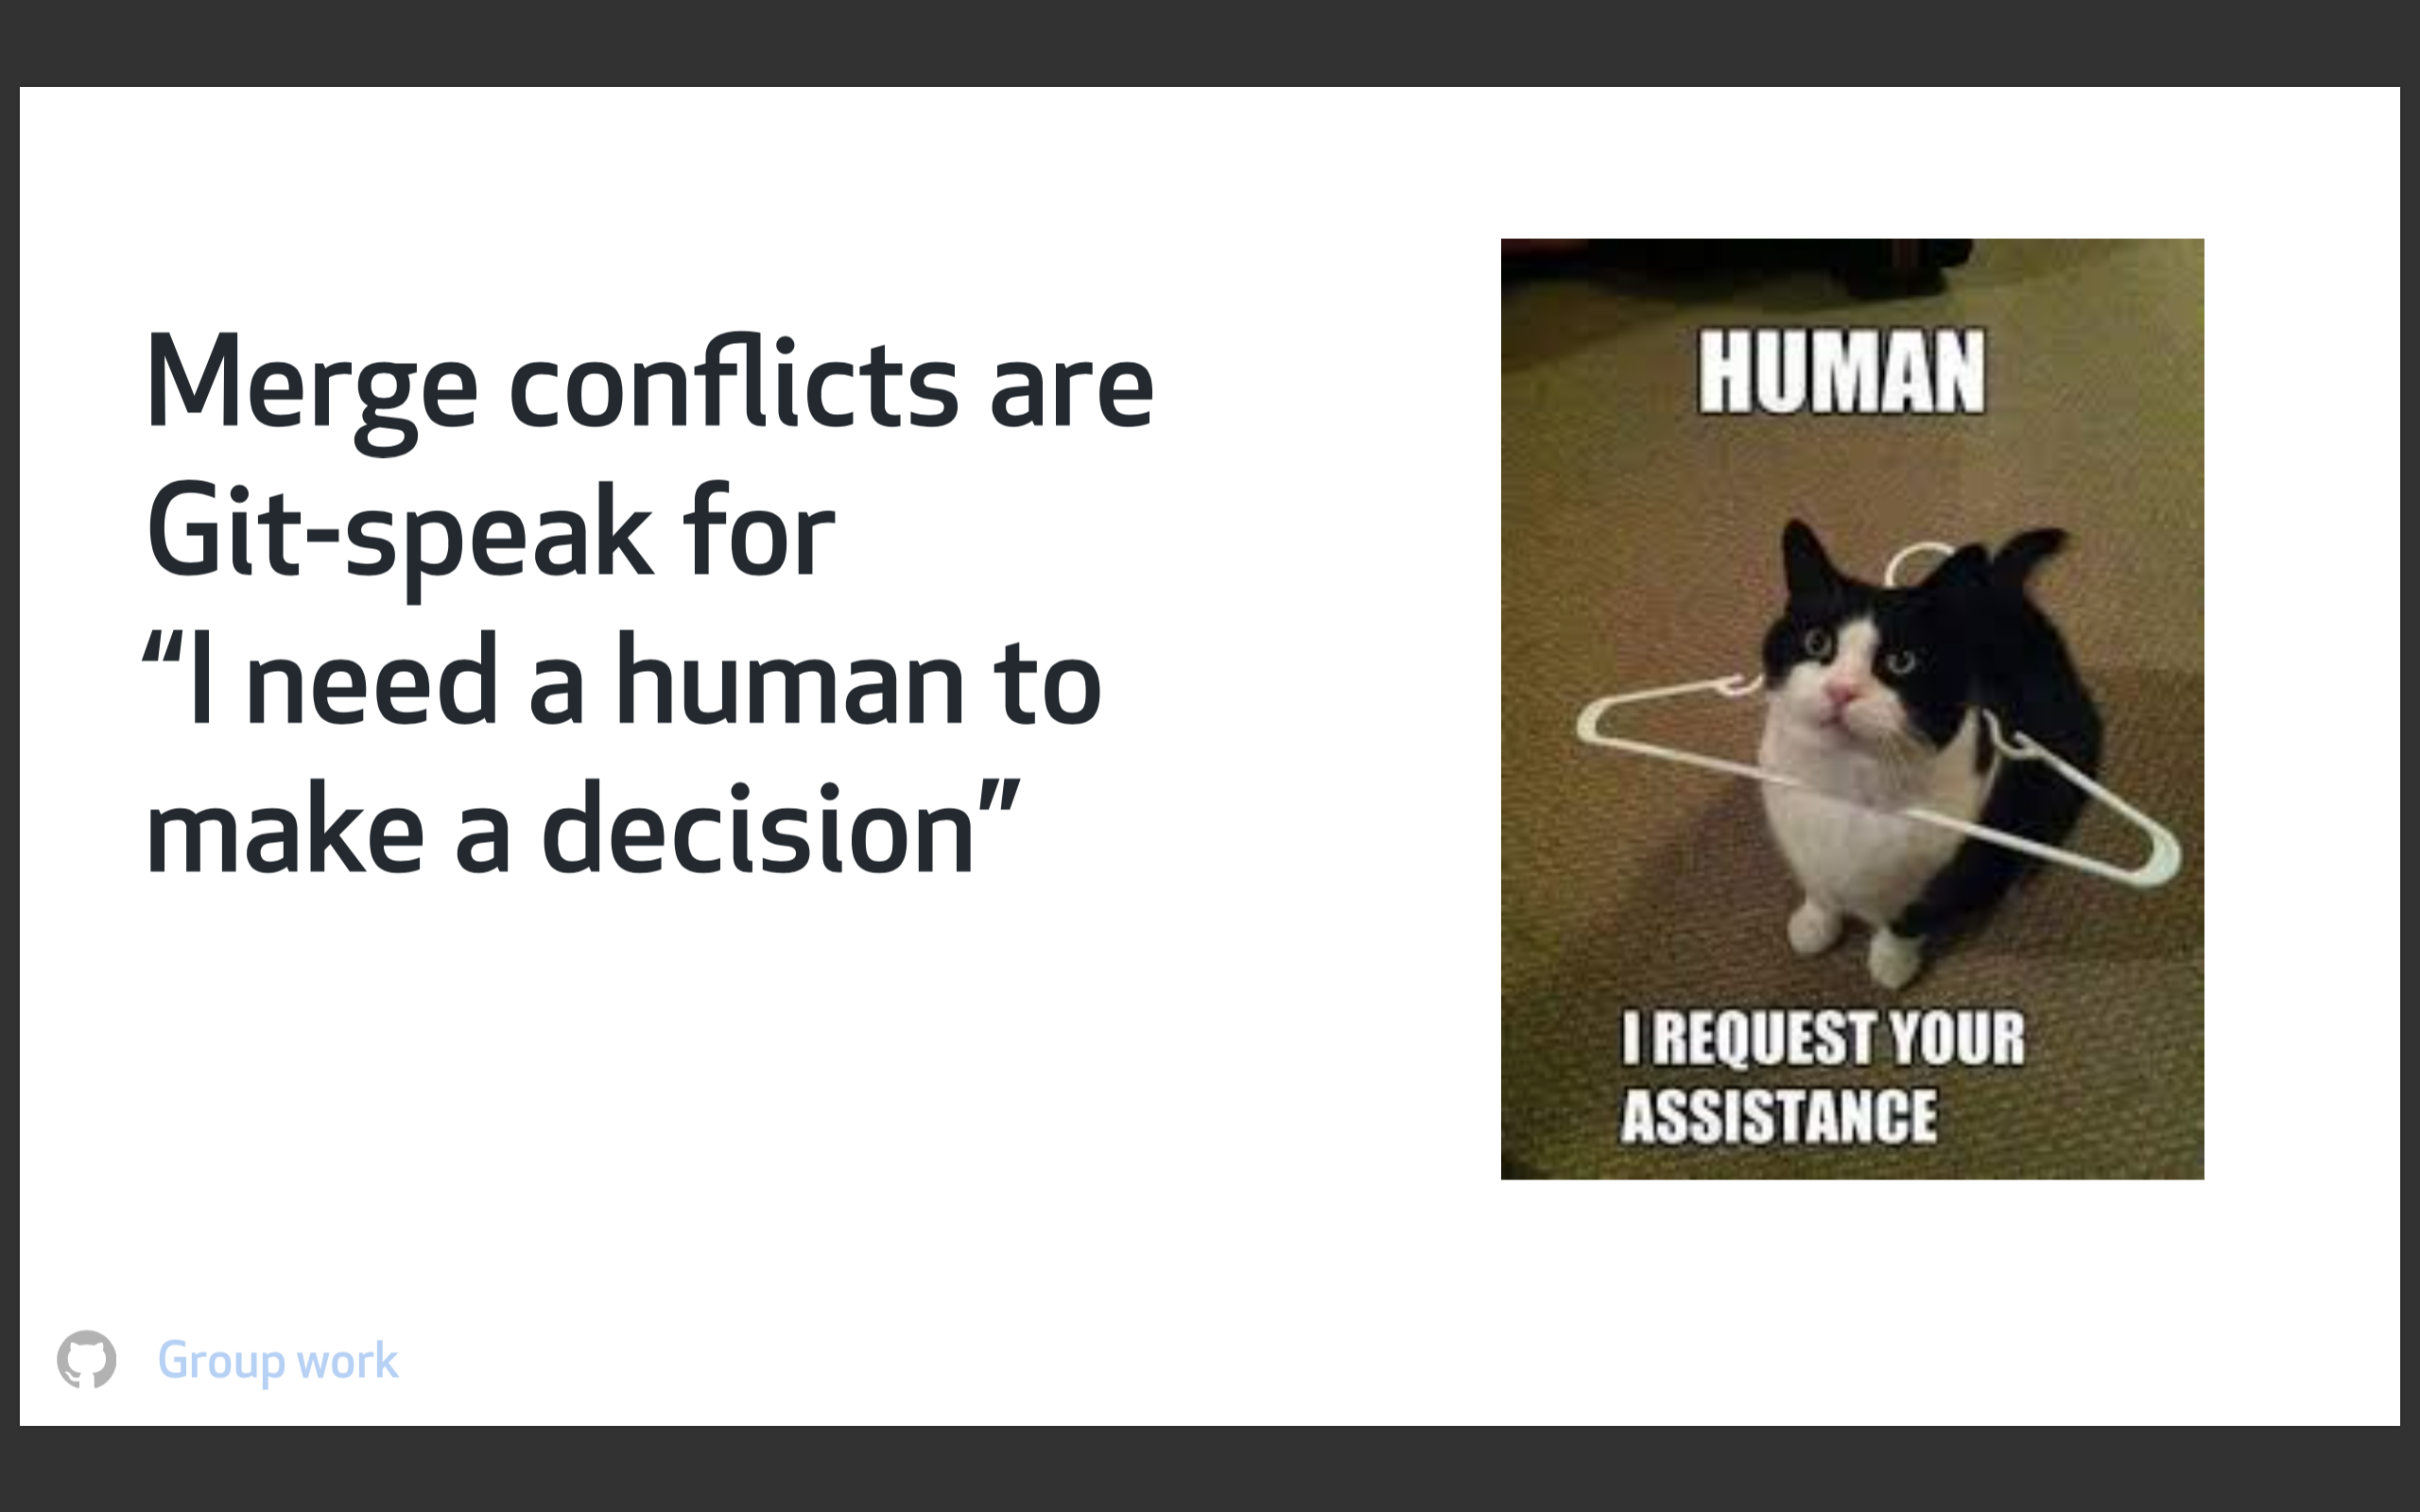 Merge conflicts are
Git-speak for
“I need a human to
make a decision”
HUMAN
I REQUEST YOUR
ASSISTANCE
Group work